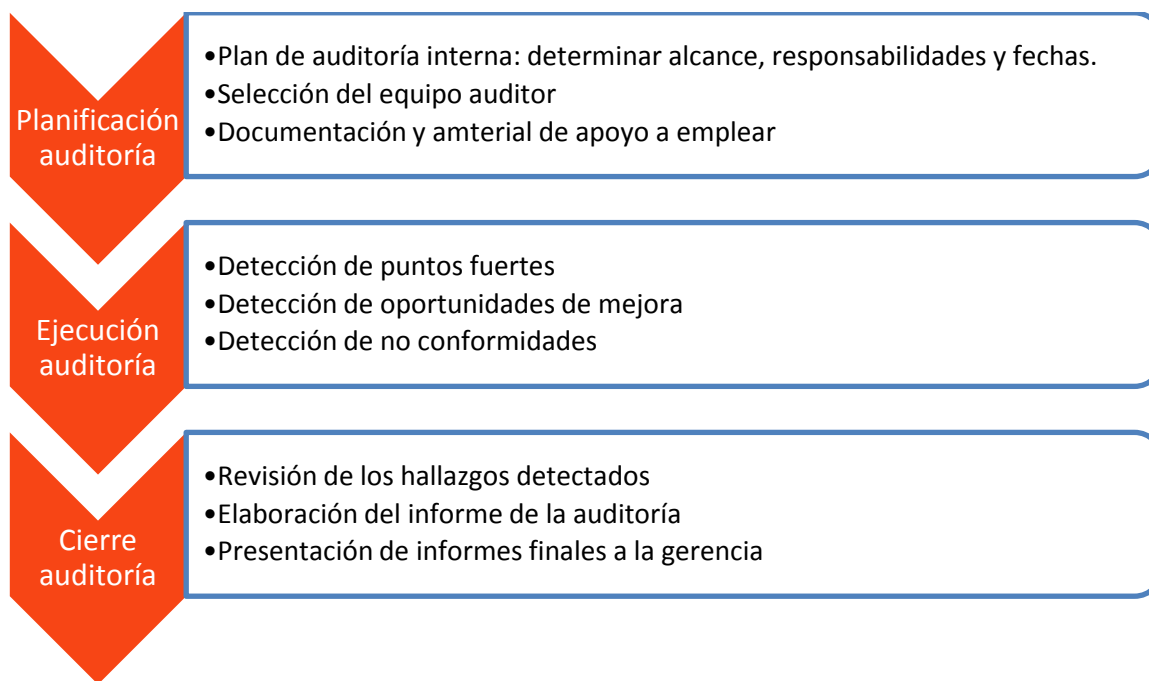 Planificación
auditoría
•Plan de auditoría interna: determinar alcance, responsabilidades y fechas.
•Selección del equipo auditor
•Documentación y amterial de apoyo a emplear
Ejecución
auditoría
•Detección de puntos fuertes
•Detección de oportunidades de mejora
•Detección de no conformidades
Cierre
auditoría
•Revisión de los hallazgos detectados
•Elaboración del informe de la auditoría
•Presentación de informes finales a la gerencia